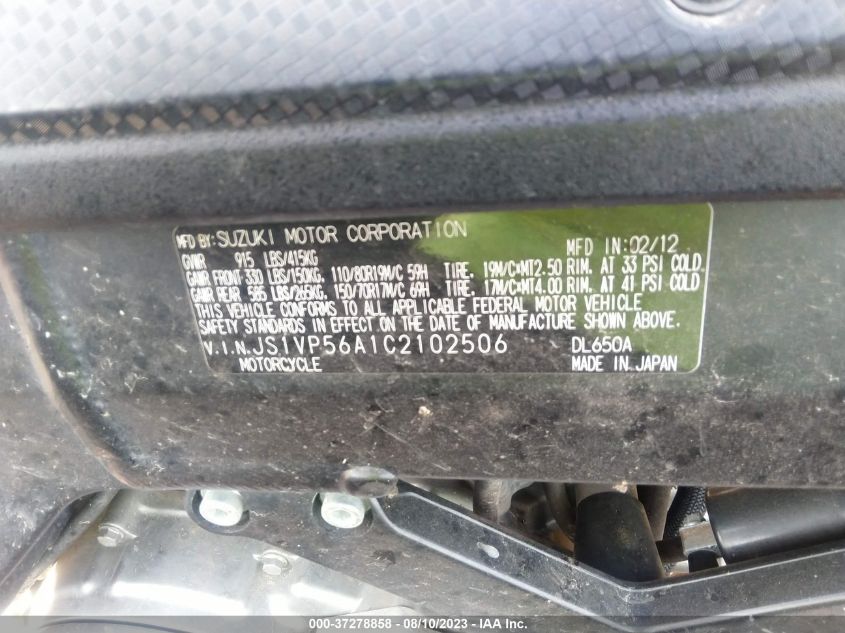 MFD BY: SUZUKI MOTOR CORPORATION MFD IN: 02/12
GVWR 915 LBS/415KG
GAWR FRONT 330 LBS/150KG. 110/80R19M/C 59H TIRE. 19M/C×MT2.50 RIM. AT 33 PSI COLD.
GAWR REAR 585 LBS/265KG. 150/70R17M/C 69H TIRE. 17M/C×MT4.00 RIM. AT 41 PSI COLD
THIS VEHICLE CONFORMS TO ALL APPLICABLE FEDERAL MOTOR VEHICLE
SAFETY STANDARDS IN EFFECT ON THE DATE OF MANUFACTURE SHOWN ABOVE.
V.I.N. JS1VP56A1C2102506 DL650A
MOTORCYCLE MADE IN JAPAN
000-37278858 - 08/10/2023 - IAA Inc.